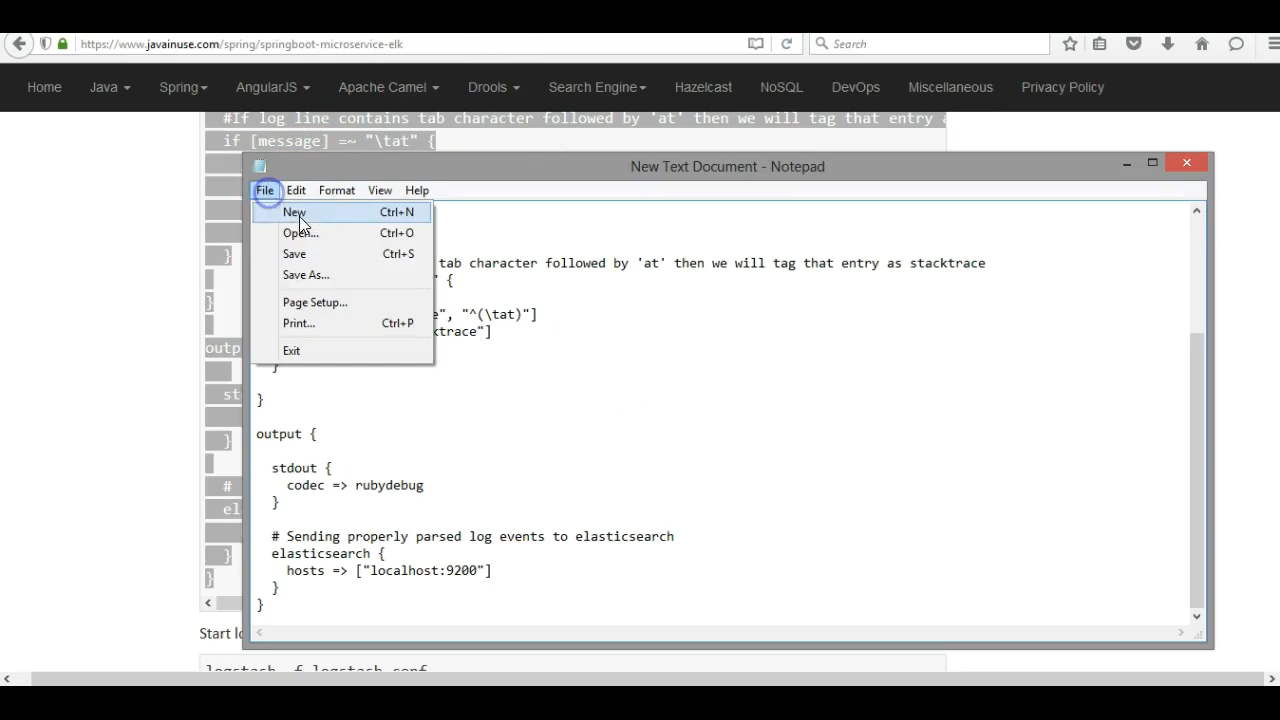 https://www.javainuse.com/spring/springboot-microservice-elk
Search
Home Java Spring AngularJS Apache Camel Drools Search Engine Hazelcast NoSQL DevOps Miscellaneous Privacy Policy
#If log line contains tab character followed by 'at' then we will tag that entry
if [message] =~ "\tat" {
New Text Document - Notepad
File Edit Format View Help
New Ctrl+N
Open... Ctrl+O
Save Ctrl+S
Save As...
Page Setup...
Print... Ctrl+P
Exit
tab character followed by 'at' then we will tag that entry as stacktrace
" {
", "^(\tat)"]
trace"]
}
}
output {
stdout {
codec => rubydebug
}
# Sending properly parsed log events to elasticsearch
elasticsearch {
hosts => ["localhost:9200"]
}
}
}
}
outp
st
}
#
el
}
}
Start
logstash -f logstash.conf